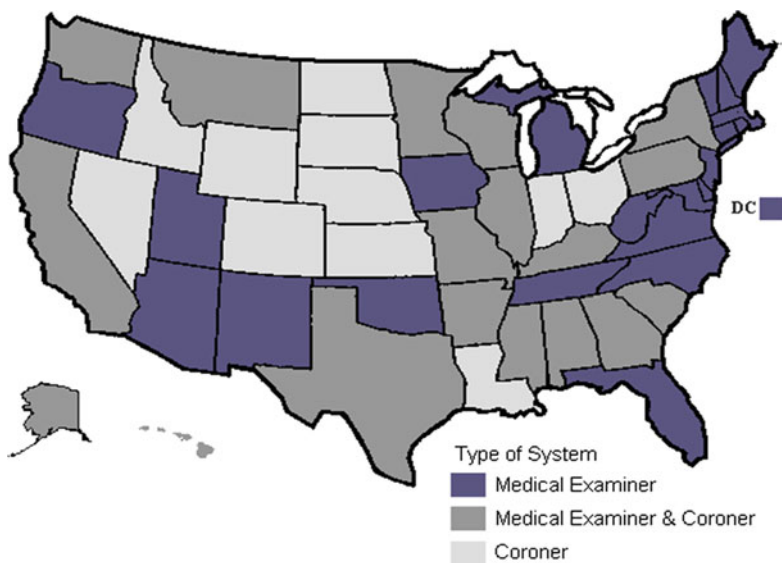 DC
Type of System
Medical Examiner
Medical Examiner & Coroner
Coroner